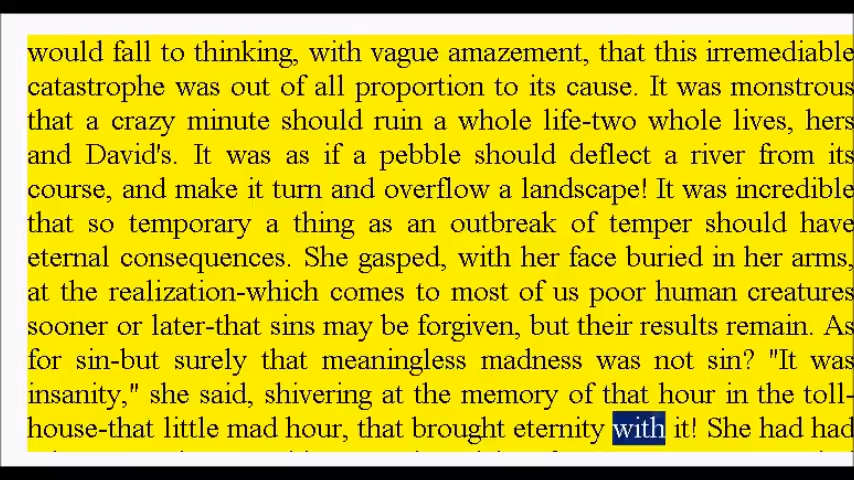 would fall to thinking, with vague amazement, that this irremediable
catastrophe was out of all proportion to its cause. It was monstrous
that a crazy minute should ruin a whole life-two whole lives, hers
and David's. It was as if a pebble should deflect a river from its
course, and make it turn and overflow a landscape! It was incredible
that so temporary a thing as an outbreak of temper should have
eternal consequences. She gasped, with her face buried in her arms,
at the realization-which comes to most of us poor human creatures
sooner or later-that sins may be forgiven, but their results remain. As
for sin-but surely that meaningless madness was not sin? "It was
insanity," she said, shivering at the memory of that hour in the toll-
house-that little mad hour, that brought eternity with it! She had had